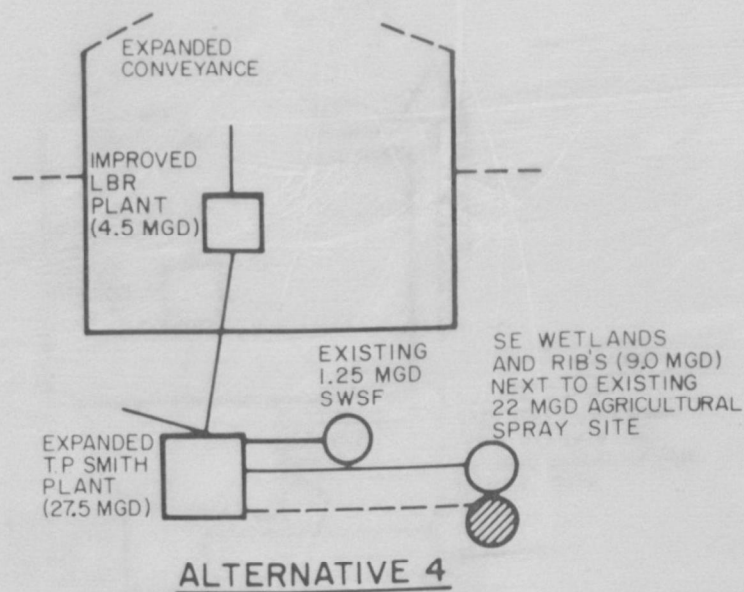 EXPANDED
CONVEYANCE
IMPROVED
LBR
PLANT
(4.5 MGD)
EXISTING
1.25 MGD
SWSF
SE WETLANDS
AND RIB'S (9.0 MGD)
NEXT TO EXISTING
22 MGD AGRICULTURAL
SPRAY SITE
EXPANDED
T.P SMITH
PLANT
(27.5 MGD)
ALTERNATIVE 4